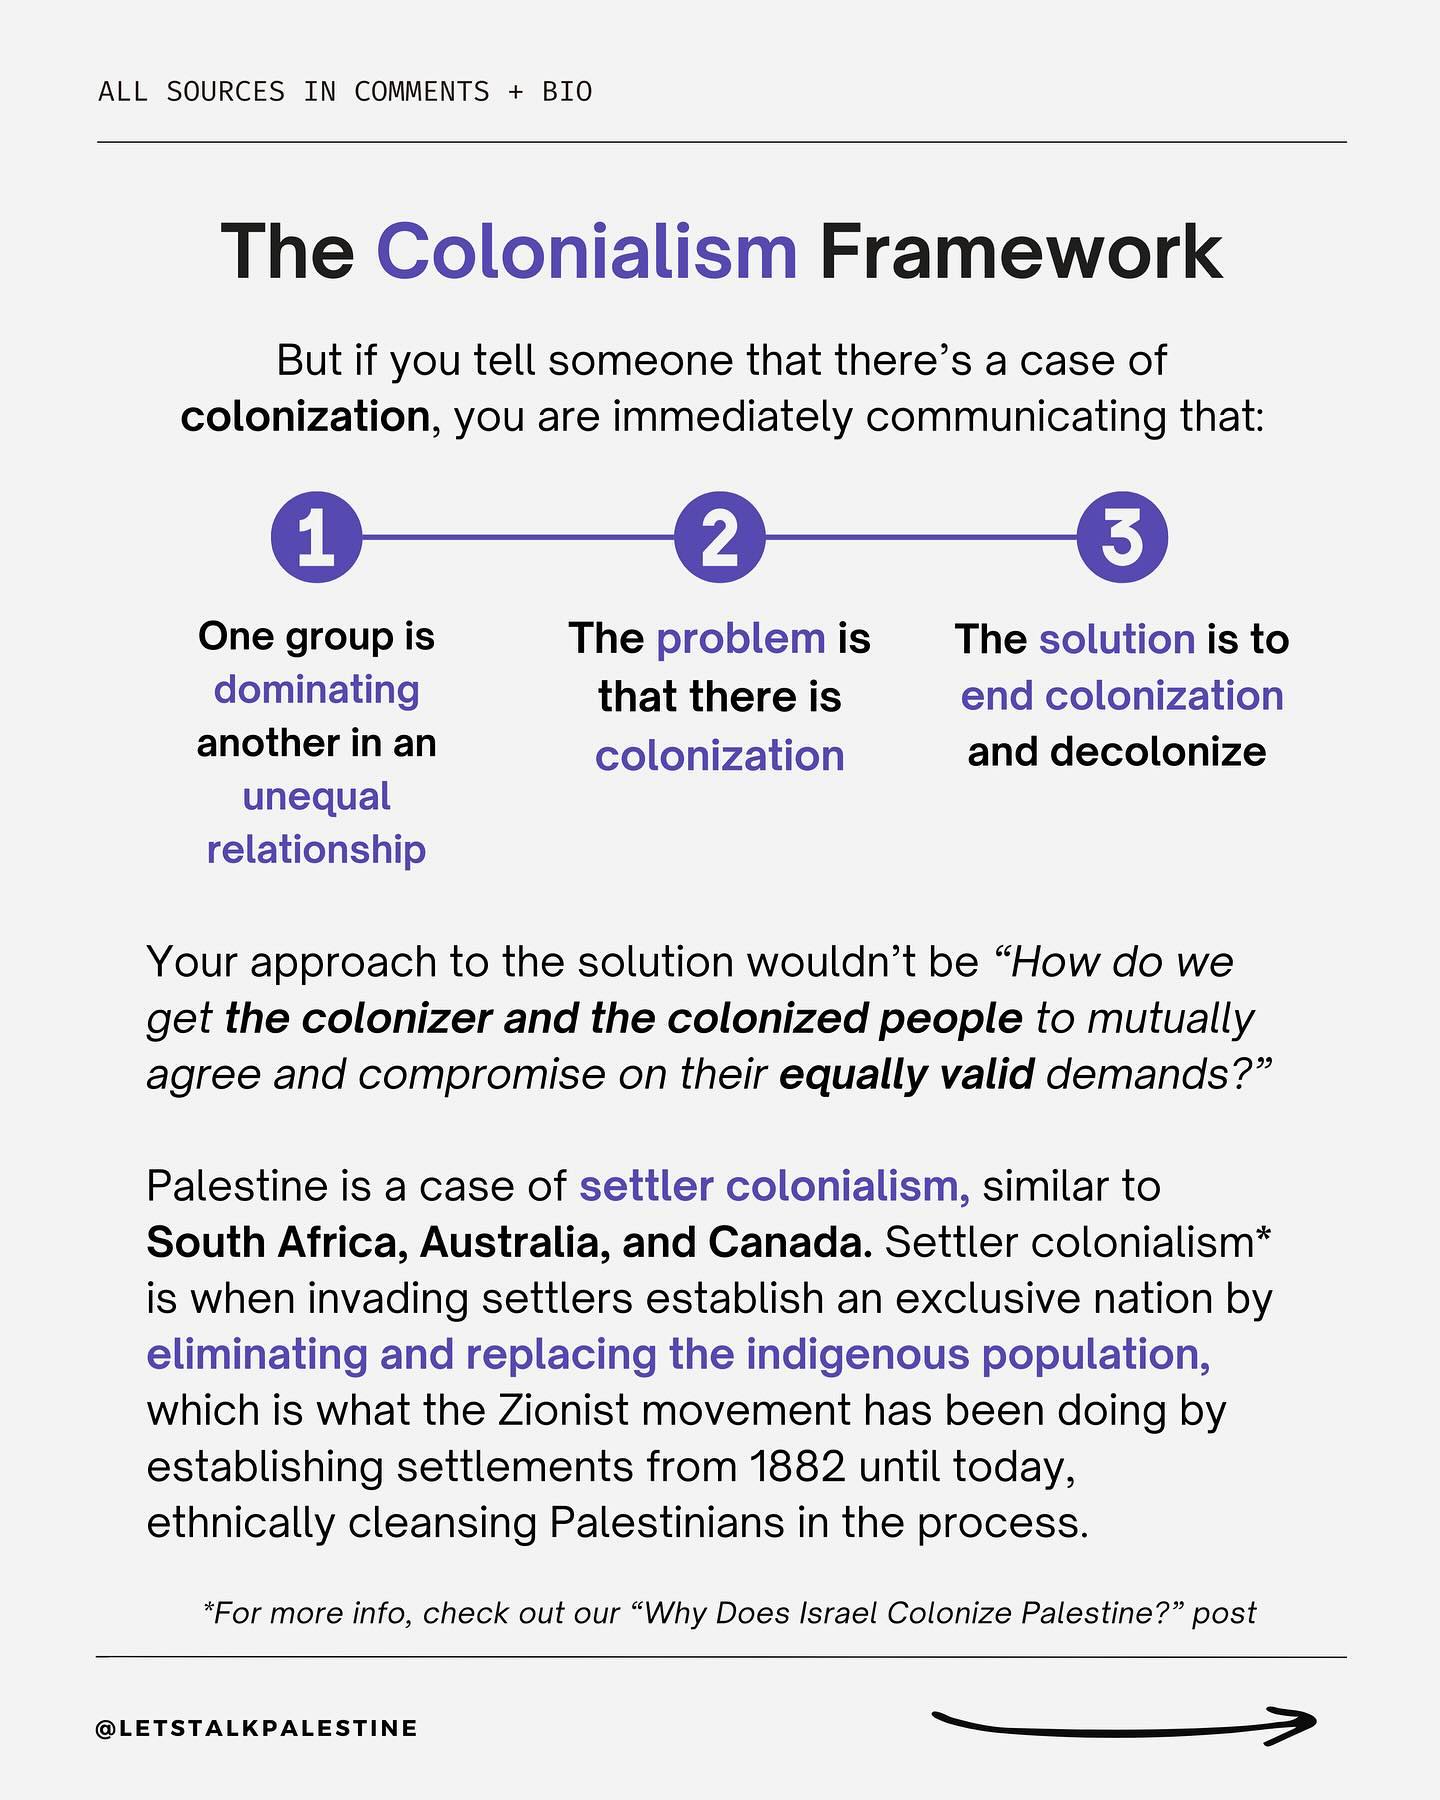 ALL SOURCES IN COMMENTS + BIO
The Colonialism Framework
But if you tell someone that there’s a case of
colonization, you are immediately communicating that:
1
One group is
dominating
another in an
unequal
relationship
2
The problem is
that there is
colonization
3
The solution is to
end colonization
and decolonize
Your approach to the solution wouldn’t be “How do we
get the colonizer and the colonized people to mutually
agree and compromise on their equally valid demands?”
Palestine is a case of settler colonialism, similar to
South Africa, Australia, and Canada. Settler colonialism*
is when invading settlers establish an exclusive nation by
eliminating and replacing the indigenous population,
which is what the Zionist movement has been doing by
establishing settlements from 1882 until today,
ethnically cleansing Palestinians in the process.
*For more info, check out our “Why Does Israel Colonize Palestine?” post
@LETSTALKPALESTINE